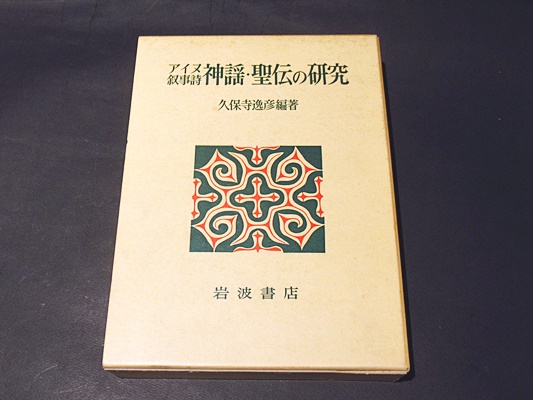 アイヌ叙事詩 神謡・聖伝の研究
久保寺逸彦編著
岩波書店